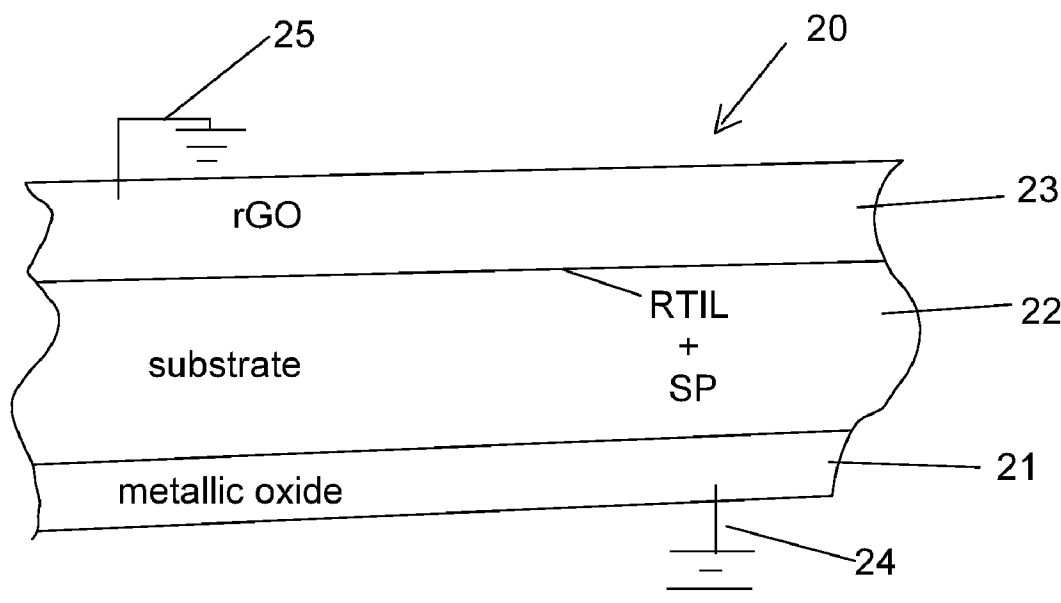 25
20
rGO
23
RTIL
+
SP
22
substrate
metallic oxide
21
24